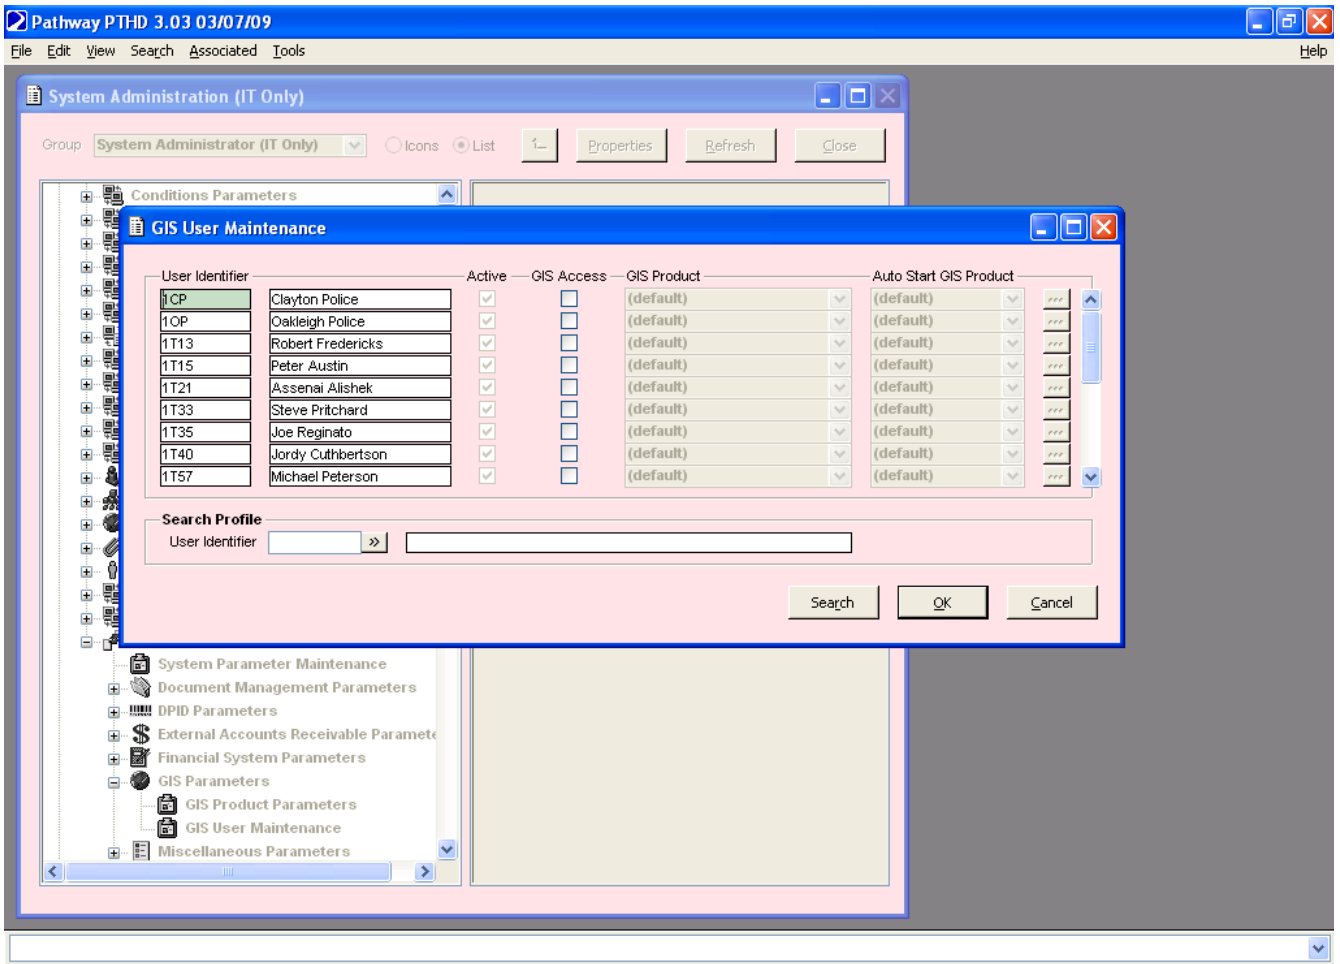 Pathway PTHD 3.03 03/07/09
File Edit View Search Associated Tools Help
System Administration (IT Only)
Group System Administrator (IT Only) Icons List 1... Properties Refresh Close
Conditions Parameters
GIS User Maintenance
User Identifier Active GIS Access GIS Product Auto Start GIS Product
1CP Clayton Police (default) (default) ...
1OP Oakleigh Police (default) (default) ...
1T13 Robert Fredericks (default) (default) ...
1T15 Peter Austin (default) (default) ...
1T21 Assenai Alishek (default) (default) ...
1T33 Steve Pritchard (default) (default) ...
1T35 Joe Reginato (default) (default) ...
1T40 Jordy Cuthbertson (default) (default) ...
1T57 Michael Peterson (default) (default) ...
Search Profile
User Identifier »
Search OK Cancel
System Parameter Maintenance
Document Management Parameters
DPID Parameters
External Accounts Receivable Paramete
Financial System Parameters
GIS Parameters
GIS Product Parameters
GIS User Maintenance
Miscellaneous Parameters